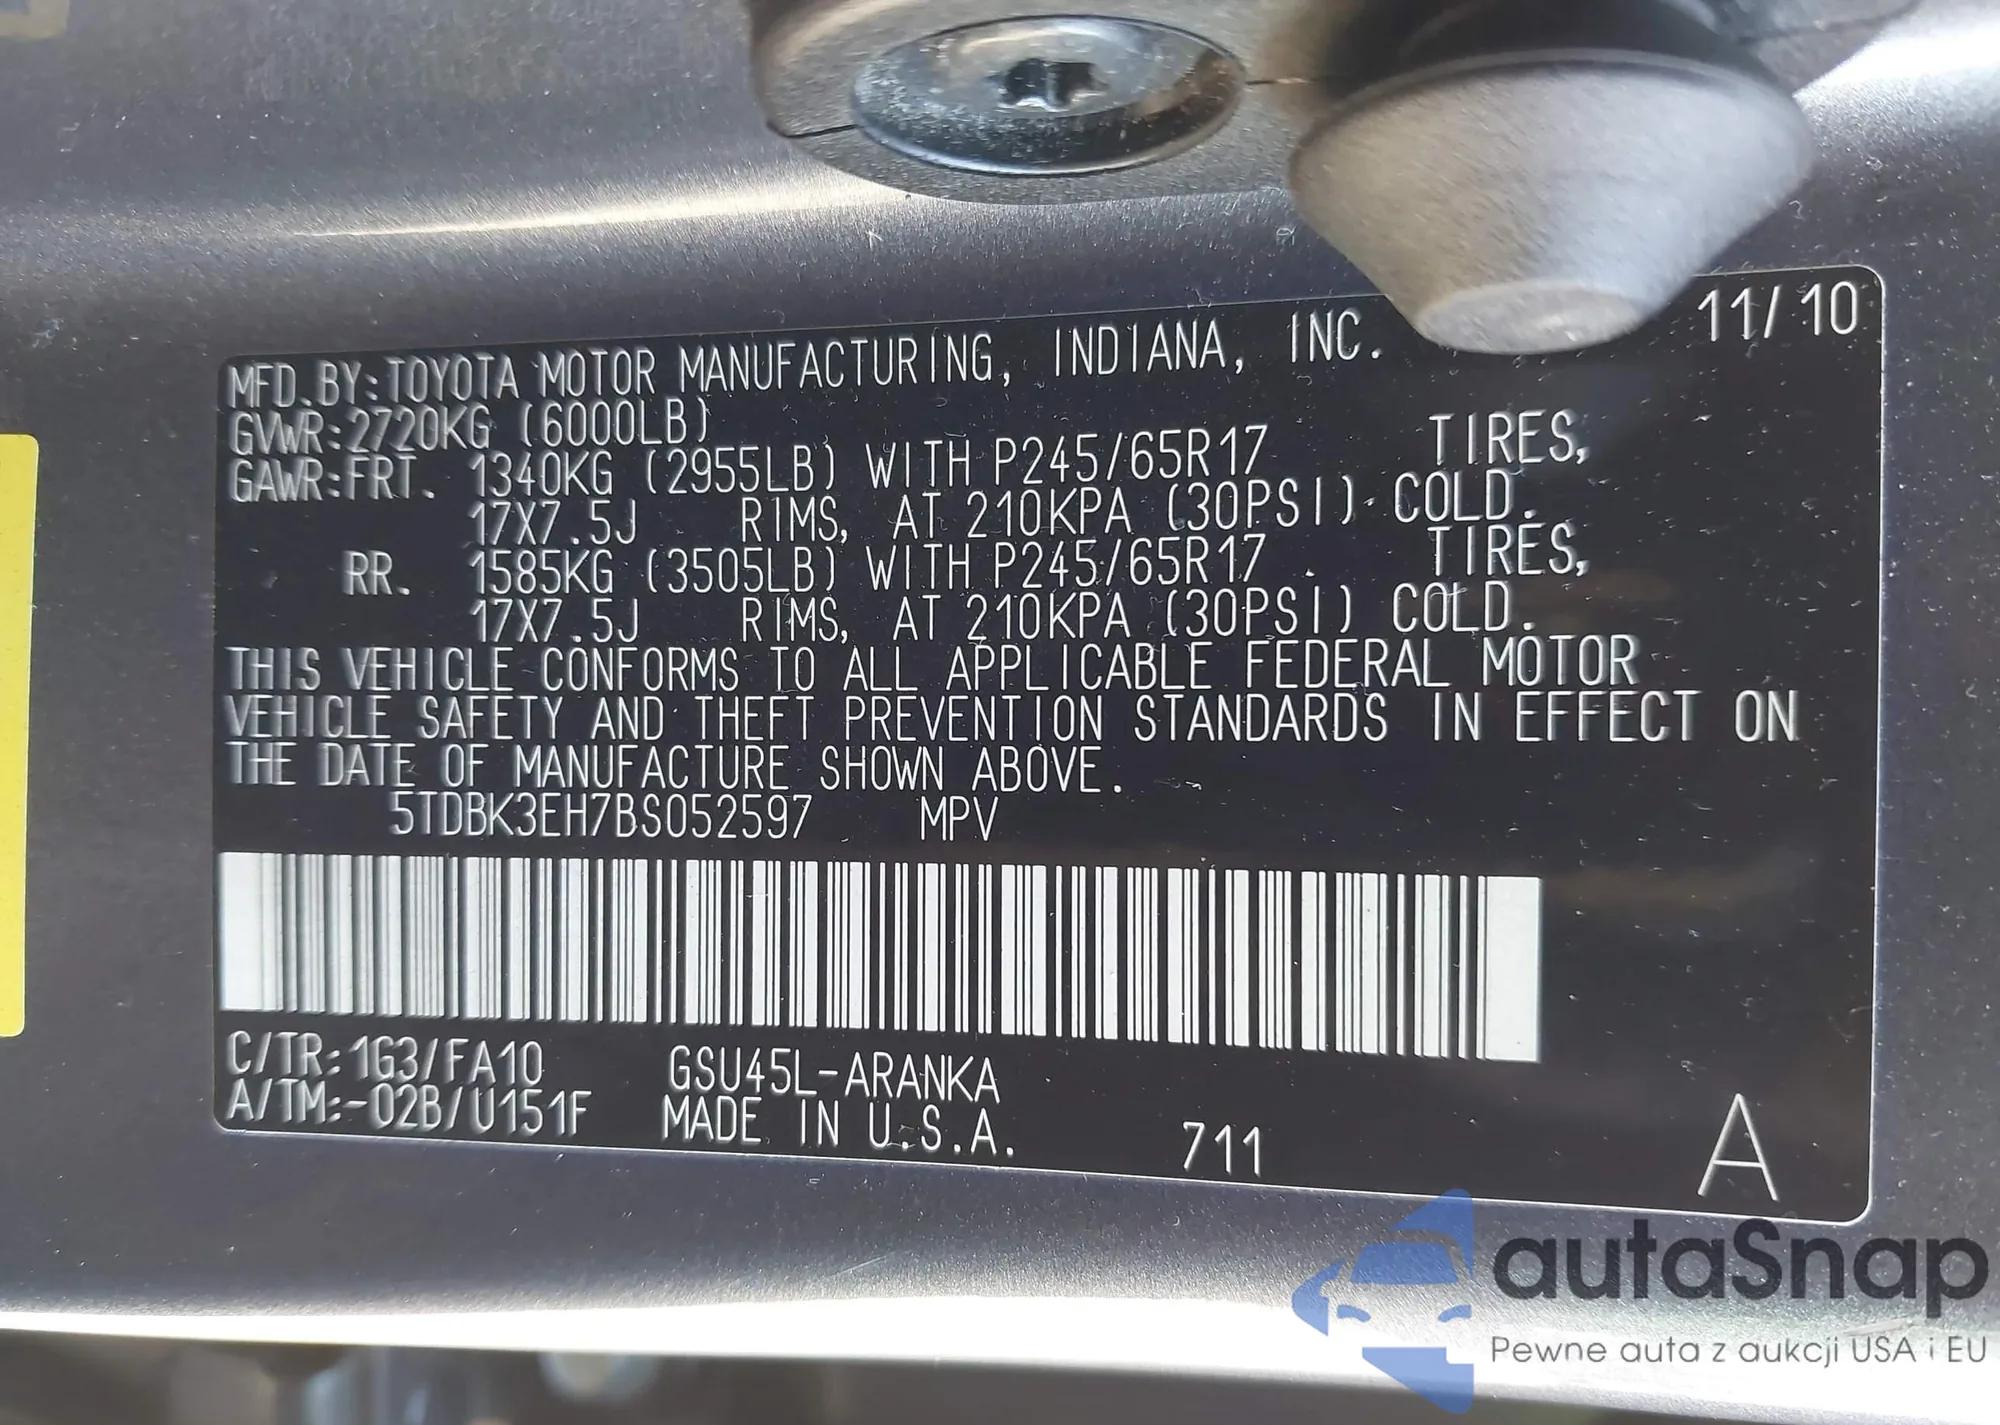 11/10
MFD.BY:TOYOTA MOTOR MANUFACTURING, INDIANA, INC.
GVWR:2720KG (6000LB)
GAWR:FRT. 1340KG (2955LB) WITH P245/65R17 TIRES,
17X7.5J RIMS, AT 210KPA (30PSI) COLD.
RR. 1585KG (3505LB) WITH P245/65R17 TIRES,
17X7.5J RIMS, AT 210KPA (30PSI) COLD.
THIS VEHICLE CONFORMS TO ALL APPLICABLE FEDERAL MOTOR
VEHICLE SAFETY AND THEFT PREVENTION STANDARDS IN EFFECT ON
THE DATE OF MANUFACTURE SHOWN ABOVE.
5TDBK3EH7BS052597 MPV
C/TR:1G3/FA10 GSU45L-ARANKA
A/TM:-02B/U151F MADE IN U.S.A. 711 A
autaSnap
Pewne auta z aukcji USA i EU